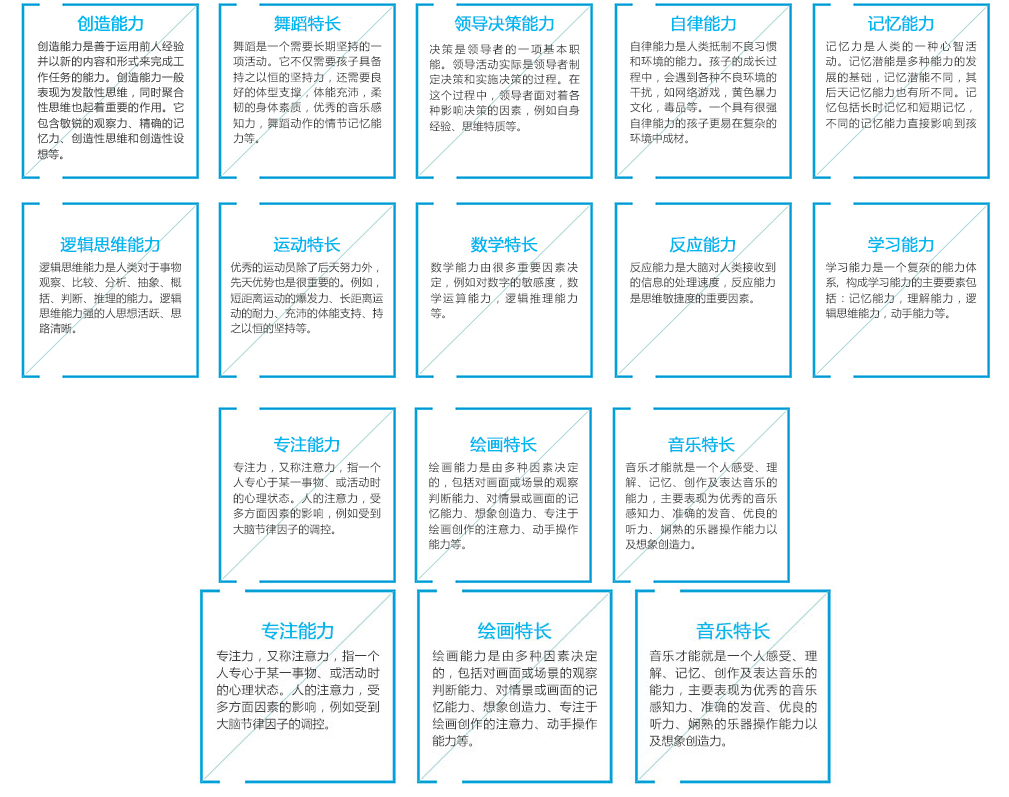 创造能力
创造能力是善于运用前人经验
并以新的内容和形式来完成工
作任务的能力。创造能力一般
表现为发散性思维，同时聚合
性思维也起着重要的作用。它
包含敏锐的观察力、精确的记
忆力、创造性思维和创造性设
想等。
舞蹈特长
舞蹈是一个需要长期坚持的一
项活动。它不仅需要孩子具备
持之以恒的坚持力，还需要良
好的体型支撑，体能充沛，柔
韧的身体素质，优秀的音乐感
知力，舞蹈动作的情节记忆能
力等。
领导决策能力
决策是领导者的一项基本职
能。领导活动实际是领导者制
定决策和实施决策的过程。在
这个过程中，领导者面对着各
种影响决策的因素，例如自身
经验、思维特质等。
自律能力
自律能力是人类抵制不良习惯
和环境的能力。孩子的成长过
程中，会遇到各种不良环境的
干扰，如网络游戏，黄色暴力
文化，毒品等。一个具有很强
自律能力的孩子更易在复杂的
环境中成材。
记忆能力
记忆力是人类的一种心智活
动。记忆潜能是多种能力的发
展的基础，记忆潜能不同，其
后天记忆能力也有所不同。记
忆包括长时记忆和短期记忆，
不同的记忆能力直接影响到孩
逻辑思维能力
逻辑思维能力是人类对于事物
观察、比较、分析、抽象、概
括、判断、推理的能力。逻辑
思维能力强的人思想活跃、思
路清晰。
运动特长
优秀的运动员除了后天努力外，
先天优势也是很重要的。例如，
短距离运动的爆发力、长距离运
动的耐力、充沛的体能支持、持
之以恒的坚持等。
数学特长
数学能力由很多重要因素决
定，例如对数字的敏感度，数
学运算能力，逻辑推理能力
等。
反应能力
反应能力是大脑对人类接收到
的信息的处理速度，反应能力
是思维敏捷度的重要因素。
学习能力
学习能力是一个复杂的能力体
系，构成学习能力的主要要素包
括：记忆能力，理解能力，逻
辑思维能力，动手能力等。
专注能力
专注力，又称注意力，指一个
人专心于某一事物、或活动时
的心理状态。人的注意力，受
多方面因素的影响，例如受到
大脑节律因子的调控。
绘画特长
绘画能力是由多种因素决定
的，包括对画面或场景的观察
判断能力、对情景或画面的记
忆能力、想象创造力、专注于
绘画创作的注意力、动手操作
能力等。
音乐特长
音乐才能就是一个人感受、理
解、记忆、创作及表达音乐的
能力，主要表现为优秀的音乐
感知力、准确的发音、优良的
听力、娴熟的乐器操作能力以
及想象创造力。
专注能力
专注力，又称注意力，指一个
人专心于某一事物、或活动时
的心理状态。人的注意力，受
多方面因素的影响，例如受到
大脑节律因子的调控。
绘画特长
绘画能力是由多种因素决定
的，包括对画面或场景的观察
判断能力、对情景或画面的记
忆能力、想象创造力、专注于
绘画创作的注意力、动手操作
能力等。
音乐特长
音乐才能就是一个人感受、理
解、记忆、创作及表达音乐的
能力，主要表现为优秀的音乐
感知力、准确的发音、优良的
听力、娴熟的乐器操作能力以
及想象创造力。